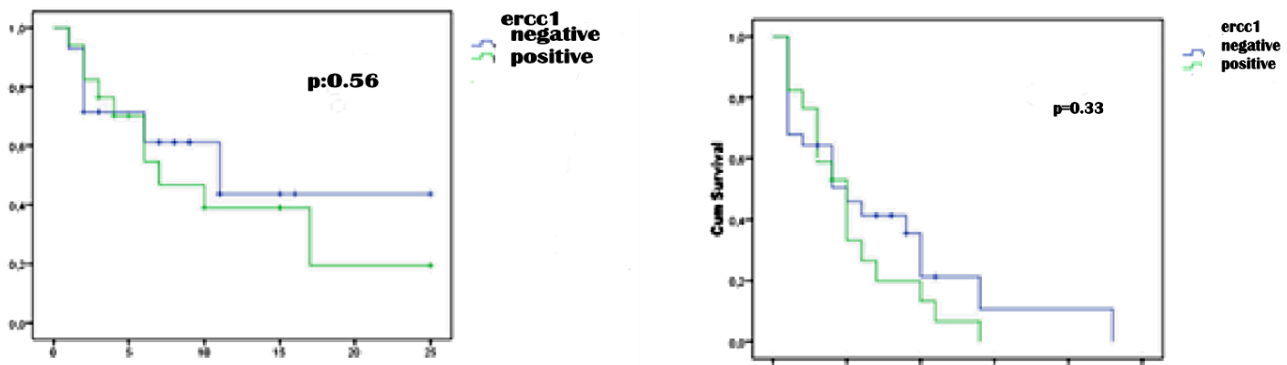 ercc1
negative
positive
p:0.56
1,0
0,8
0,6
0,4
0,2
0,0
0 5 10 15 20 25
ercc1
negative
positive
p=0.33
Cum Survival
1,0
0,8
0,6
0,4
0,2
0,0